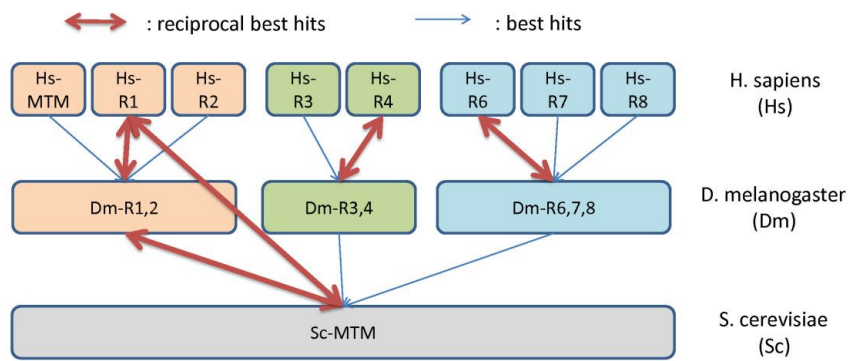 : reciprocal best hits : best hits
Hs- Hs- Hs- Hs- Hs- Hs- Hs- Hs- H. sapiens
MTM R1 R2 R3 R4 R6 R7 R8 (Hs)
Dm-R1,2 Dm-R3,4 Dm-R6,7,8 D. melanogaster
(Dm)
Sc-MTM S. cerevisiae
(Sc)